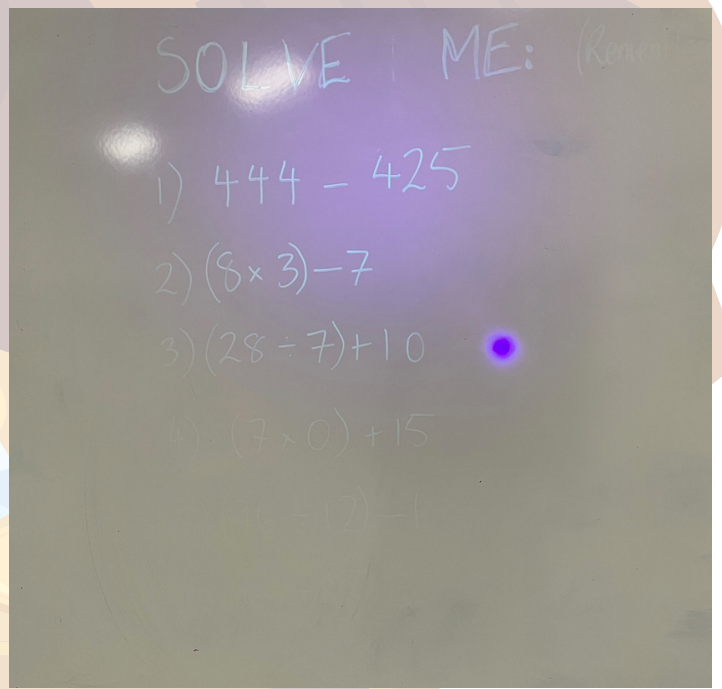 SOLVE ME:
1) 444 - 425
2) (8 x 3) - 7
3) (28 ÷ 7) + 10
4) (7 x 0) + 15